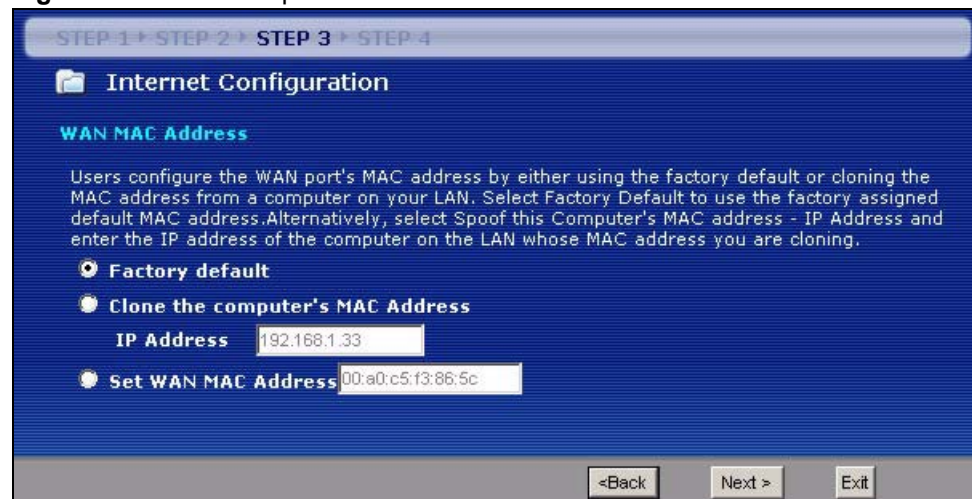 STEP 1 STEP 2 STEP 3 STEP 4
Internet Configuration
WAN MAC Address
Users configure the WAN port's MAC address by either using the factory default or cloning the
MAC address from a computer on your LAN. Select Factory Default to use the factory assigned
default MAC address.Alternatively, select Spoof this Computer's MAC address - IP Address and
enter the IP address of the computer on the LAN whose MAC address you are cloning.
Factory default
Clone the computer's MAC Address
IP Address 192.168.1.33
Set WAN MAC Address 00:a0:c5:f3:86:5c
<Back Next > Exit